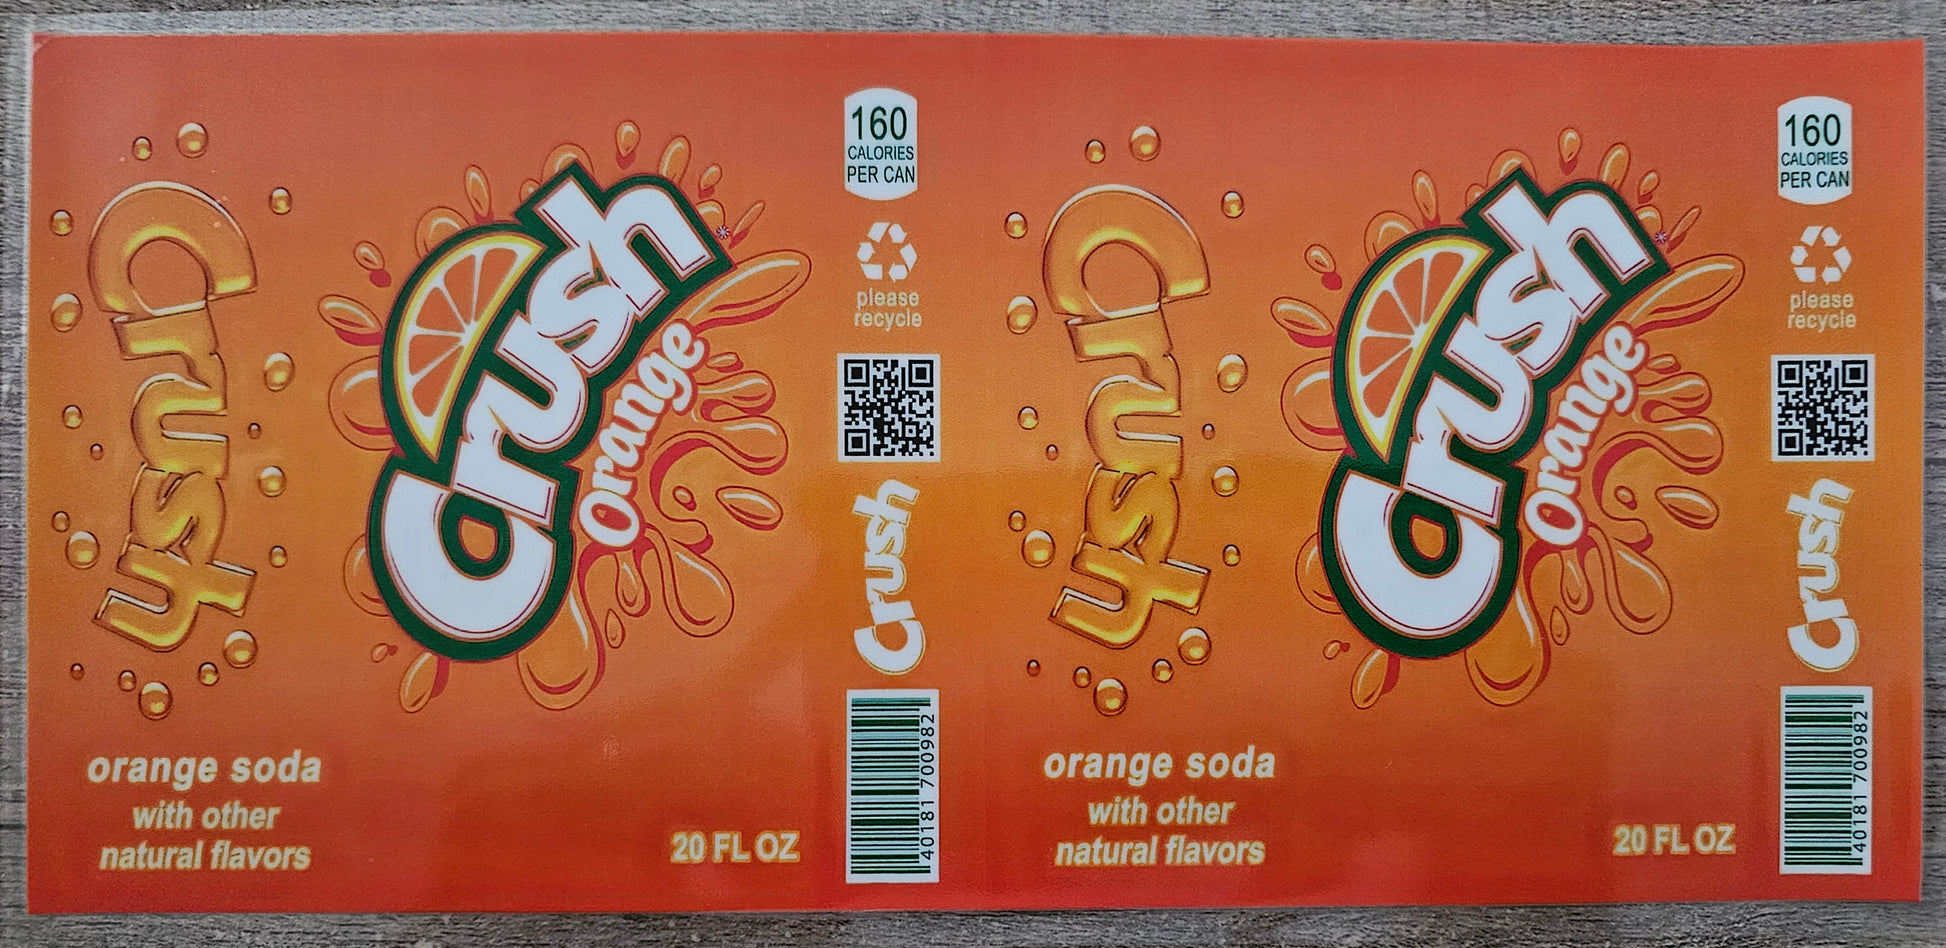 Crush
orange soda
with other
natural flavors
Crush
Orange
20 FL OZ
160
CALORIES
PER CAN
please
recycle
Crush
40181 700982
Crush
orange soda
with other
natural flavors
Crush
Orange
20 FL OZ
160
CALORIES
PER CAN
please
recycle
Crush
40181 700982